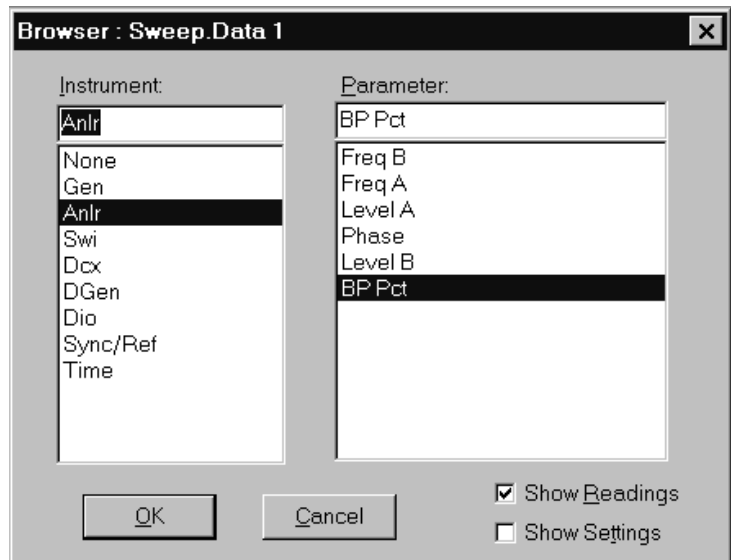 Browser : Sweep.Data 1
Instrument:
Anlr
None
Gen
Anlr
Swi
Dcx
DGen
Dio
Sync/Ref
Time
Parameter:
BP Pct
Freq B
Freq A
Level A
Phase
Level B
BP Pct
OK
Cancel
Show Readings
Show Settings